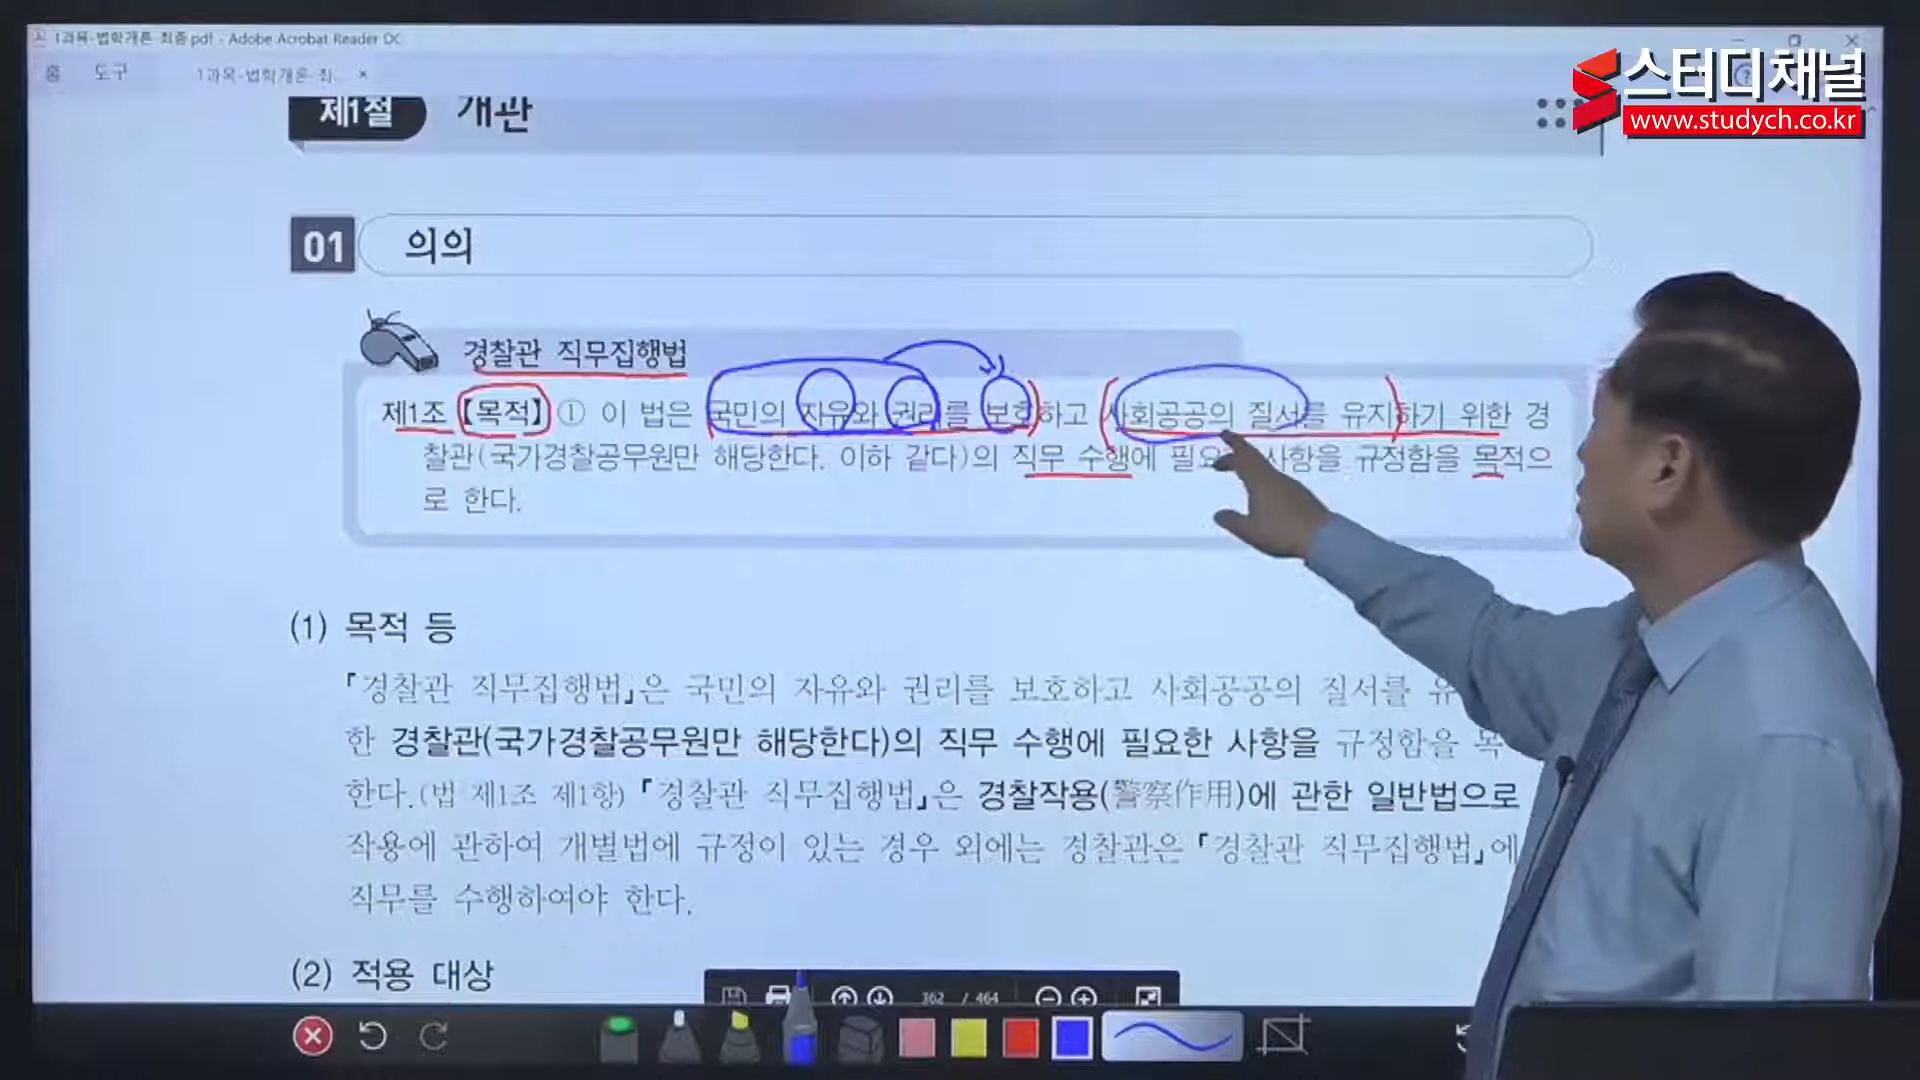 1과목-법학개론-최종.pdf - Adobe Acrobat Reader DC
홈 도구 1과목-법학개론-최... ×
스터디채널
www.studych.co.kr
제1절 개관
01 의의
경찰관 직무집행법
제1조【목적】① 이 법은 국민의 자유와 권리를 보호하고 사회공공의 질서를 유지하기 위한 경
찰관(국가경찰공무원만 해당한다. 이하 같다)의 직무 수행에 필요 사항을 규정함을 목적으
로 한다.
(1) 목적 등
『경찰관 직무집행법』은 국민의 자유와 권리를 보호하고 사회공공의 질서를 유
한 경찰관(국가경찰공무원만 해당한다)의 직무 수행에 필요한 사항을 규정함을 목
한다.(법 제1조 제1항) 『경찰관 직무집행법』은 경찰작용(警察作用)에 관한 일반법으로
작용에 관하여 개별법에 규정이 있는 경우 외에는 경찰관은 『경찰관 직무집행법』에
직무를 수행하여야 한다.
(2) 적용 대상
362 / 464